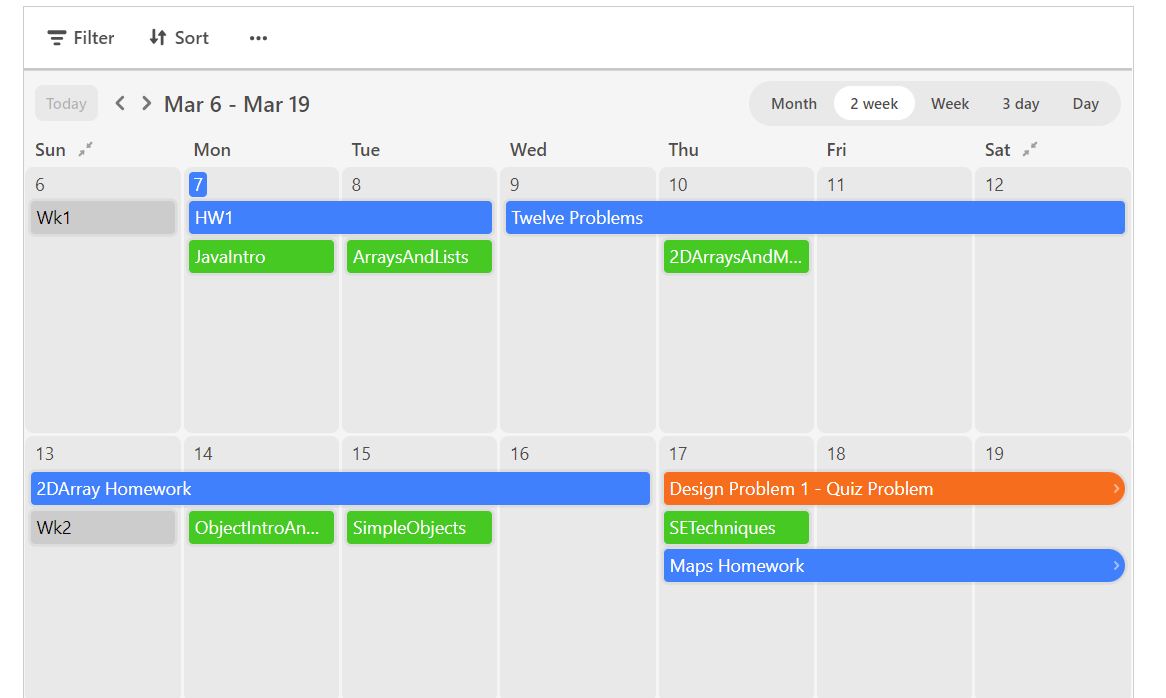 Filter Sort ...
Today Mar 6 - Mar 19 Month 2 week Week 3 day Day
Sun Mon Tue Wed Thu Fri Sat
6 7 8 9 10 11 12
Wk1 HW1 Twelve Problems
JavaIntro ArraysAndLists 2DArraysAndM...
13 14 15 16 17 18 19
2DArray Homework Design Problem 1 - Quiz Problem
Wk2 ObjectIntroAn... SimpleObjects SETechniques
Maps Homework